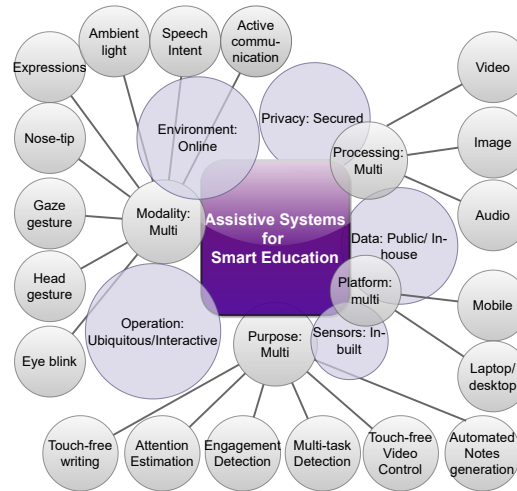 Ambient
light
Speech
Intent
Active
commu-
nication
Expressions
Video
Environment:
Online
Privacy: Secured
Nose-tip
Processing:
Multi
Image
Gaze
gesture
Modality:
Multi
Assistive Systems
for
Smart Education
Data: Public/ In-
house
Audio
Head
gesture
Platform:
multi
Mobile
Operation:
Ubiquitous/Interactive
Purpose:
Multi
Sensors: In-
built
Eye blink
Laptop/
desktop
Touch-free
writing
Attention
Estimation
Engagement
Detection
Multi-task
Detection
Touch-free
Video
Control
Automated
Notes
generation